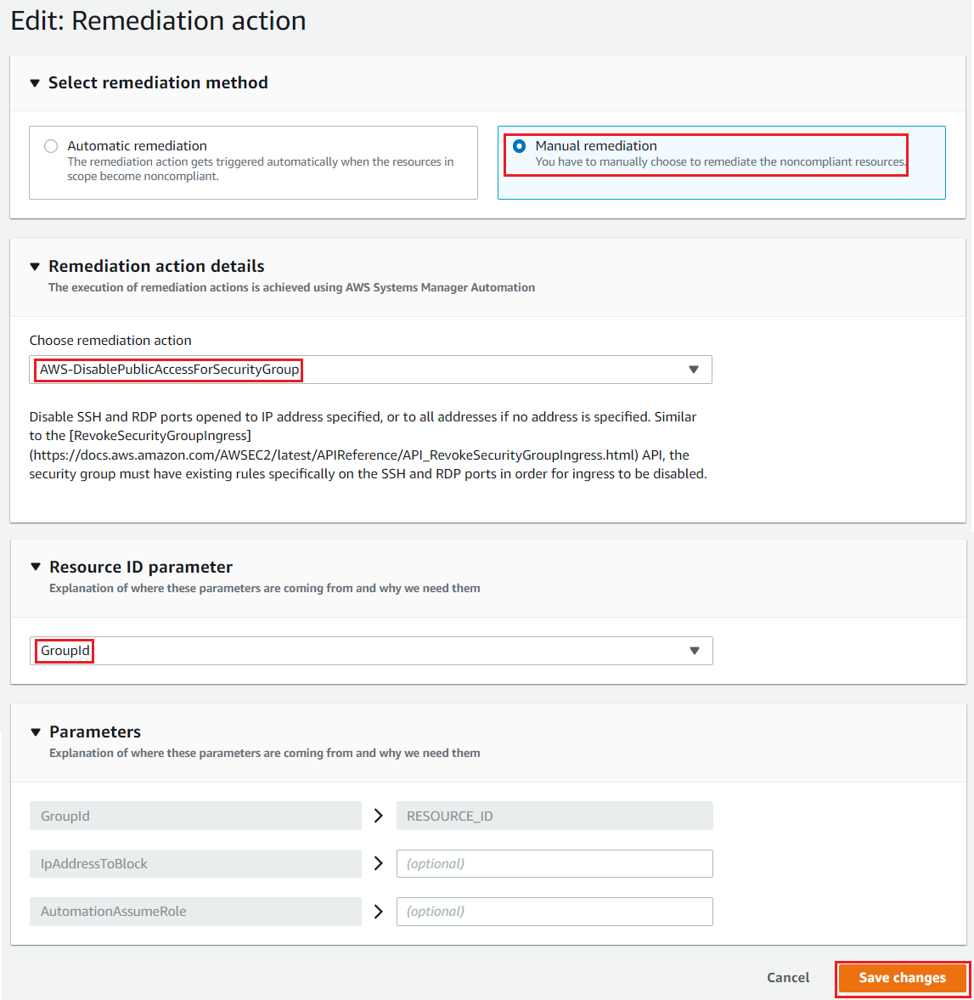 Edit: Remediation action
Select remediation method
Automatic remediation
The remediation action gets triggered automatically when the resources in
scope become noncompliant.
Manual remediation
You have to manually choose to remediate the noncompliant resources.
Remediation action details
The execution of remediation actions is achieved using AWS Systems Manager Automation
Choose remediation action
AWS-DisablePublicAccessForSecurityGroup
Disable SSH and RDP ports opened to IP address specified, or to all addresses if no address is specified. Similar
to the [RevokeSecurityGroupIngress]
(https://docs.aws.amazon.com/AWSEC2/latest/APIReference/API_RevokeSecurityGroupIngress.html) API, the
security group must have existing rules specifically on the SSH and RDP ports in order for ingress to be disabled.
Resource ID parameter
Explanation of where these parameters are coming from and why we need them
GroupId
Parameters
Explanation of where these parameters are coming from and why we need them
GroupId
RESOURCE_ID
IpAddressToBlock
(optional)
AutomationAssumeRole
(optional)
Cancel
Save changes